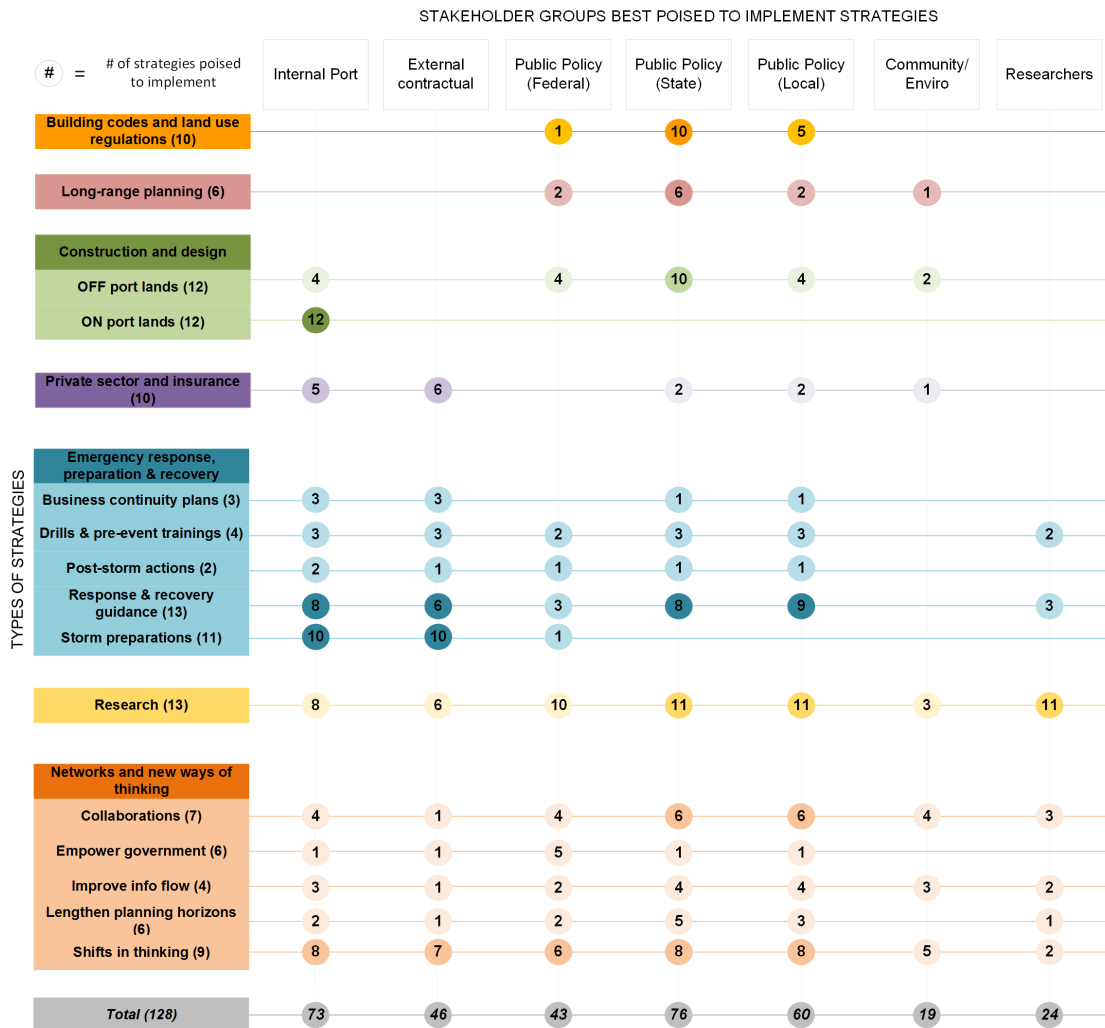 STAKEHOLDER GROUPS BEST POISED TO IMPLEMENT STRATEGIES
# = # of strategies poised
to implement
Internal Port
External
contractual
Public Policy
(Federal)
Public Policy
(State)
Public Policy
(Local)
Community/
Enviro
Researchers
TYPES OF STRATEGIES
Building codes and land use
regulations (10)
1 10 5
Long-range planning (6) 2 6 2 1
Construction and design
OFF port lands (12) 4 4 10 4 2
ON port lands (12) 12
Private sector and insurance
(10)
5 6 2 2 1
Emergency response,
preparation & recovery
Business continuity plans (3) 3 3 1 1
Drills & pre-event trainings (4) 3 3 2 3 3 2
Post-storm actions (2) 2 1 1 1 1
Response & recovery
guidance (13)
8 6 3 8 9 3
Storm preparations (11) 10 10 1
Research (13) 8 6 10 11 11 3 11
Networks and new ways of
thinking
Collaborations (7) 4 1 4 6 6 4 3
Empower government (6) 1 1 5 1 1
Improve info flow (4) 3 1 2 4 4 3 2
Lengthen planning horizons
(6)
2 1 2 5 3 1
Shifts in thinking (9) 8 7 6 8 8 5 2
Total (128) 73 46 43 76 60 19 24